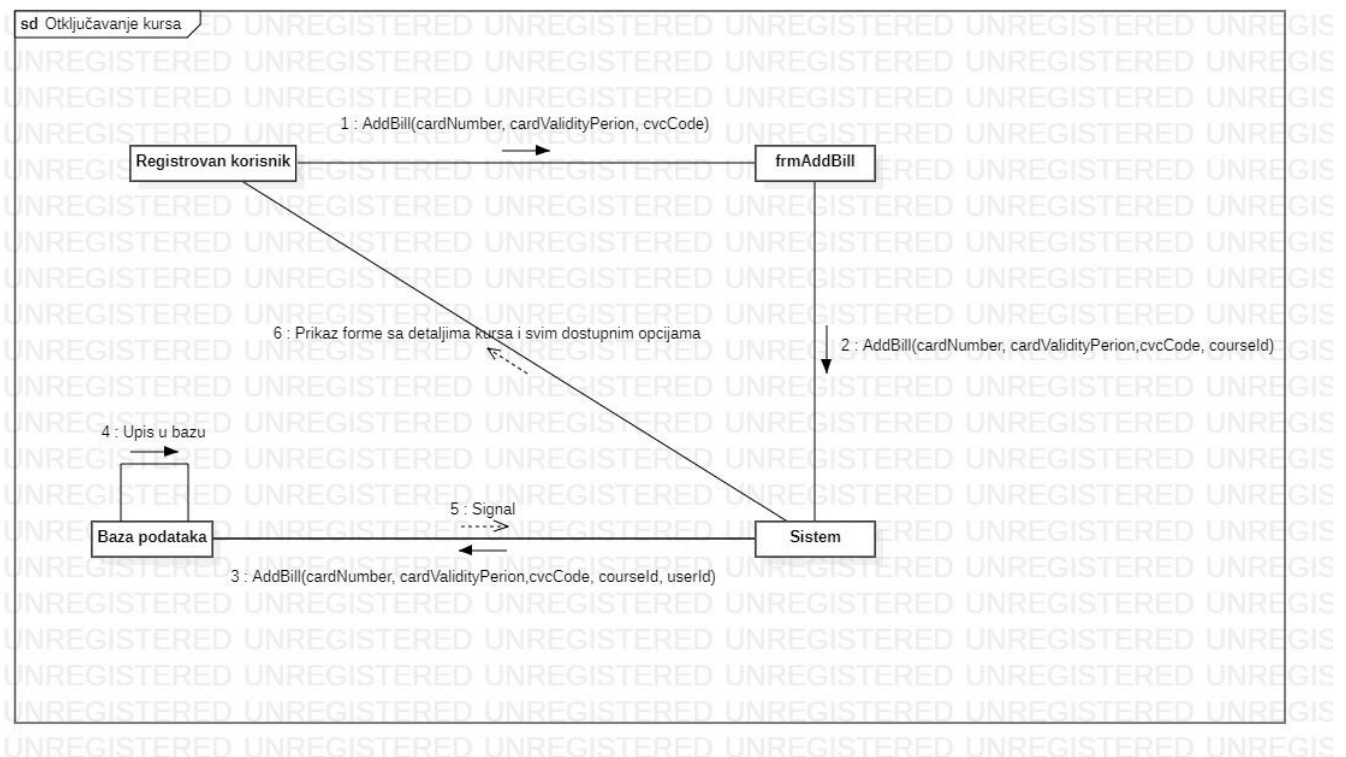 sd Otključavanje kursa
1 : AddBill(cardNumber, cardValidityPerion, cvcCode)
Registrovan korisnik
frmAddBill
6 : Prikaz forme sa detaljima kursa i svim dostupnim opcijama
2 : AddBill(cardNumber, cardValidityPerion,cvcCode, courseId)
4 : Upis u bazu
5 : Signal
Baza podataka
Sistem
3 : AddBill(cardNumber, cardValidityPerion,cvcCode, courseId, userId)
UNREGISTERED